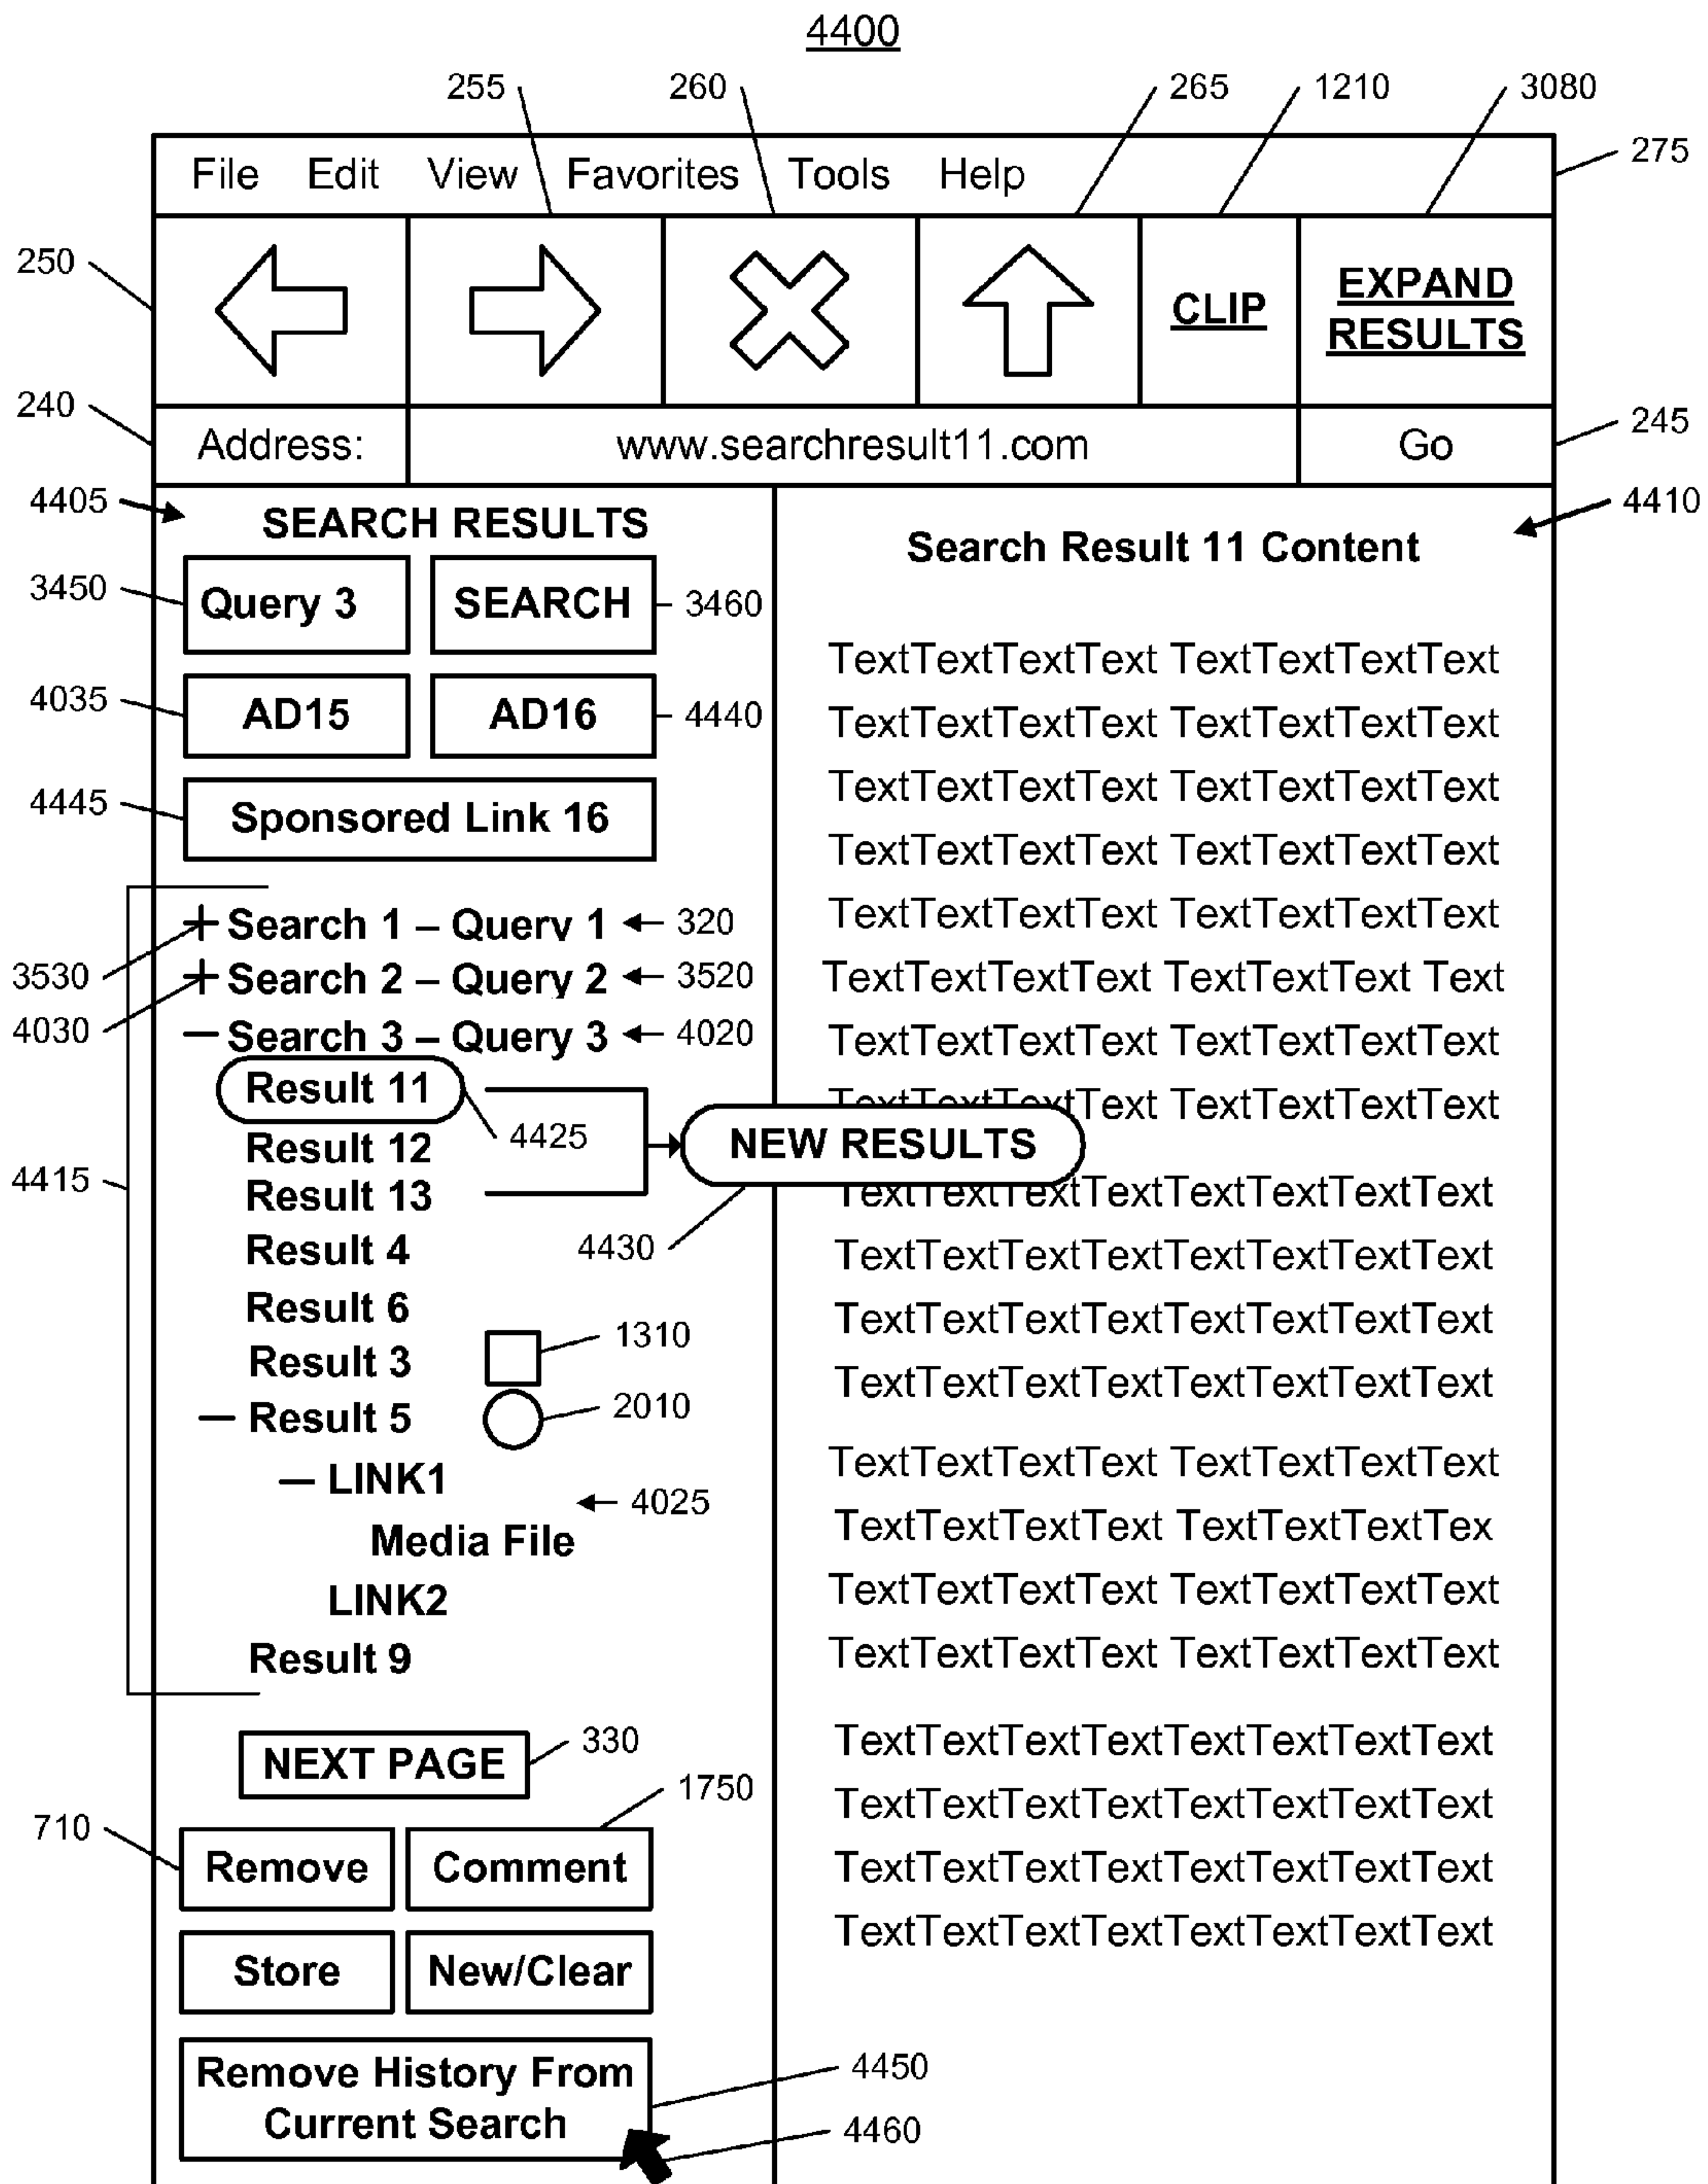 4400
255 260 265 1210 3080
File Edit View Favorites Tools Help
275
250
CLIP
EXPAND
RESULTS
240
Address: www.searchresult11.com Go
245
4405
SEARCH RESULTS
4410
Search Result 11 Content
3450
Query 3
SEARCH
3460
4035
AD15
AD16
4440
4445
Sponsored Link 16
+ Search 1 – Query 1
320
3530
+ Search 2 – Query 2
3520
4030
– Search 3 – Query 3
4020
Result 11
4425
NEW RESULTS
Result 12
4415
Result 13
4430
Result 4
Result 6
1310
Result 3
2010
– Result 5
– LINK1
4025
Media File
LINK2
Result 9
NEXT PAGE
330
1750
710
Remove
Comment
Store
New/Clear
Remove History From
Current Search
4450
4460
TextTextTextText TextTextTextText
TextTextTextText TextTextTextText
TextTextTextText TextTextTextText
TextTextTextText TextTextTextText
TextTextTextText TextTextTextText
TextTextTextText TextTextText Text
TextTextTextText TextTextTextText
TextTextTextText TextTextTextText
TextTextTextTextTextTextTextText
TextTextTextTextTextTextTextText
TextTextTextTextTextTextTextText
TextTextTextTextTextTextTextText
TextTextTextText TextTextTextText
TextTextTextText TextTextTextTex
TextTextTextText TextTextTextText
TextTextTextText TextTextTextText
TextTextTextTextTextTextTextText
TextTextTextTextTextTextTextText
TextTextTextTextTextTextTextText
TextTextTextTextTextTextTextText